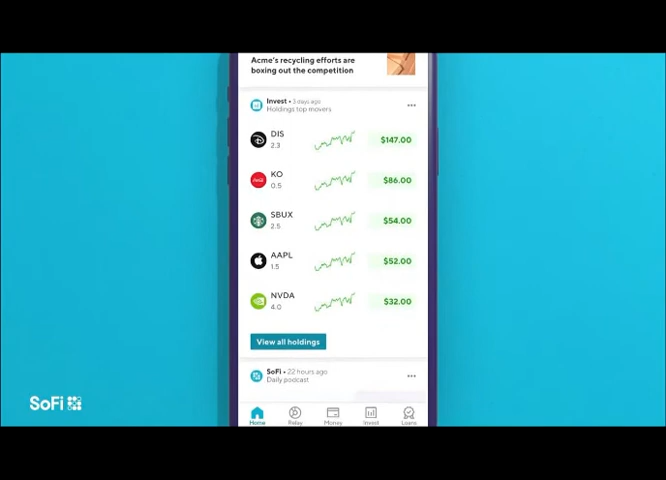 Acme's recycling efforts are
boxing out the competition
Invest • 3 days ago
Holdings top movers
DIS
2.3
$147.00
KO
0.5
$86.00
SBUX
2.5
$54.00
AAPL
1.5
$52.00
NVDA
4.0
$32.00
View all holdings
SoFi • 22 hours ago
Daily podcast
SoFi
Home
Relay
Money
Invest
Loans